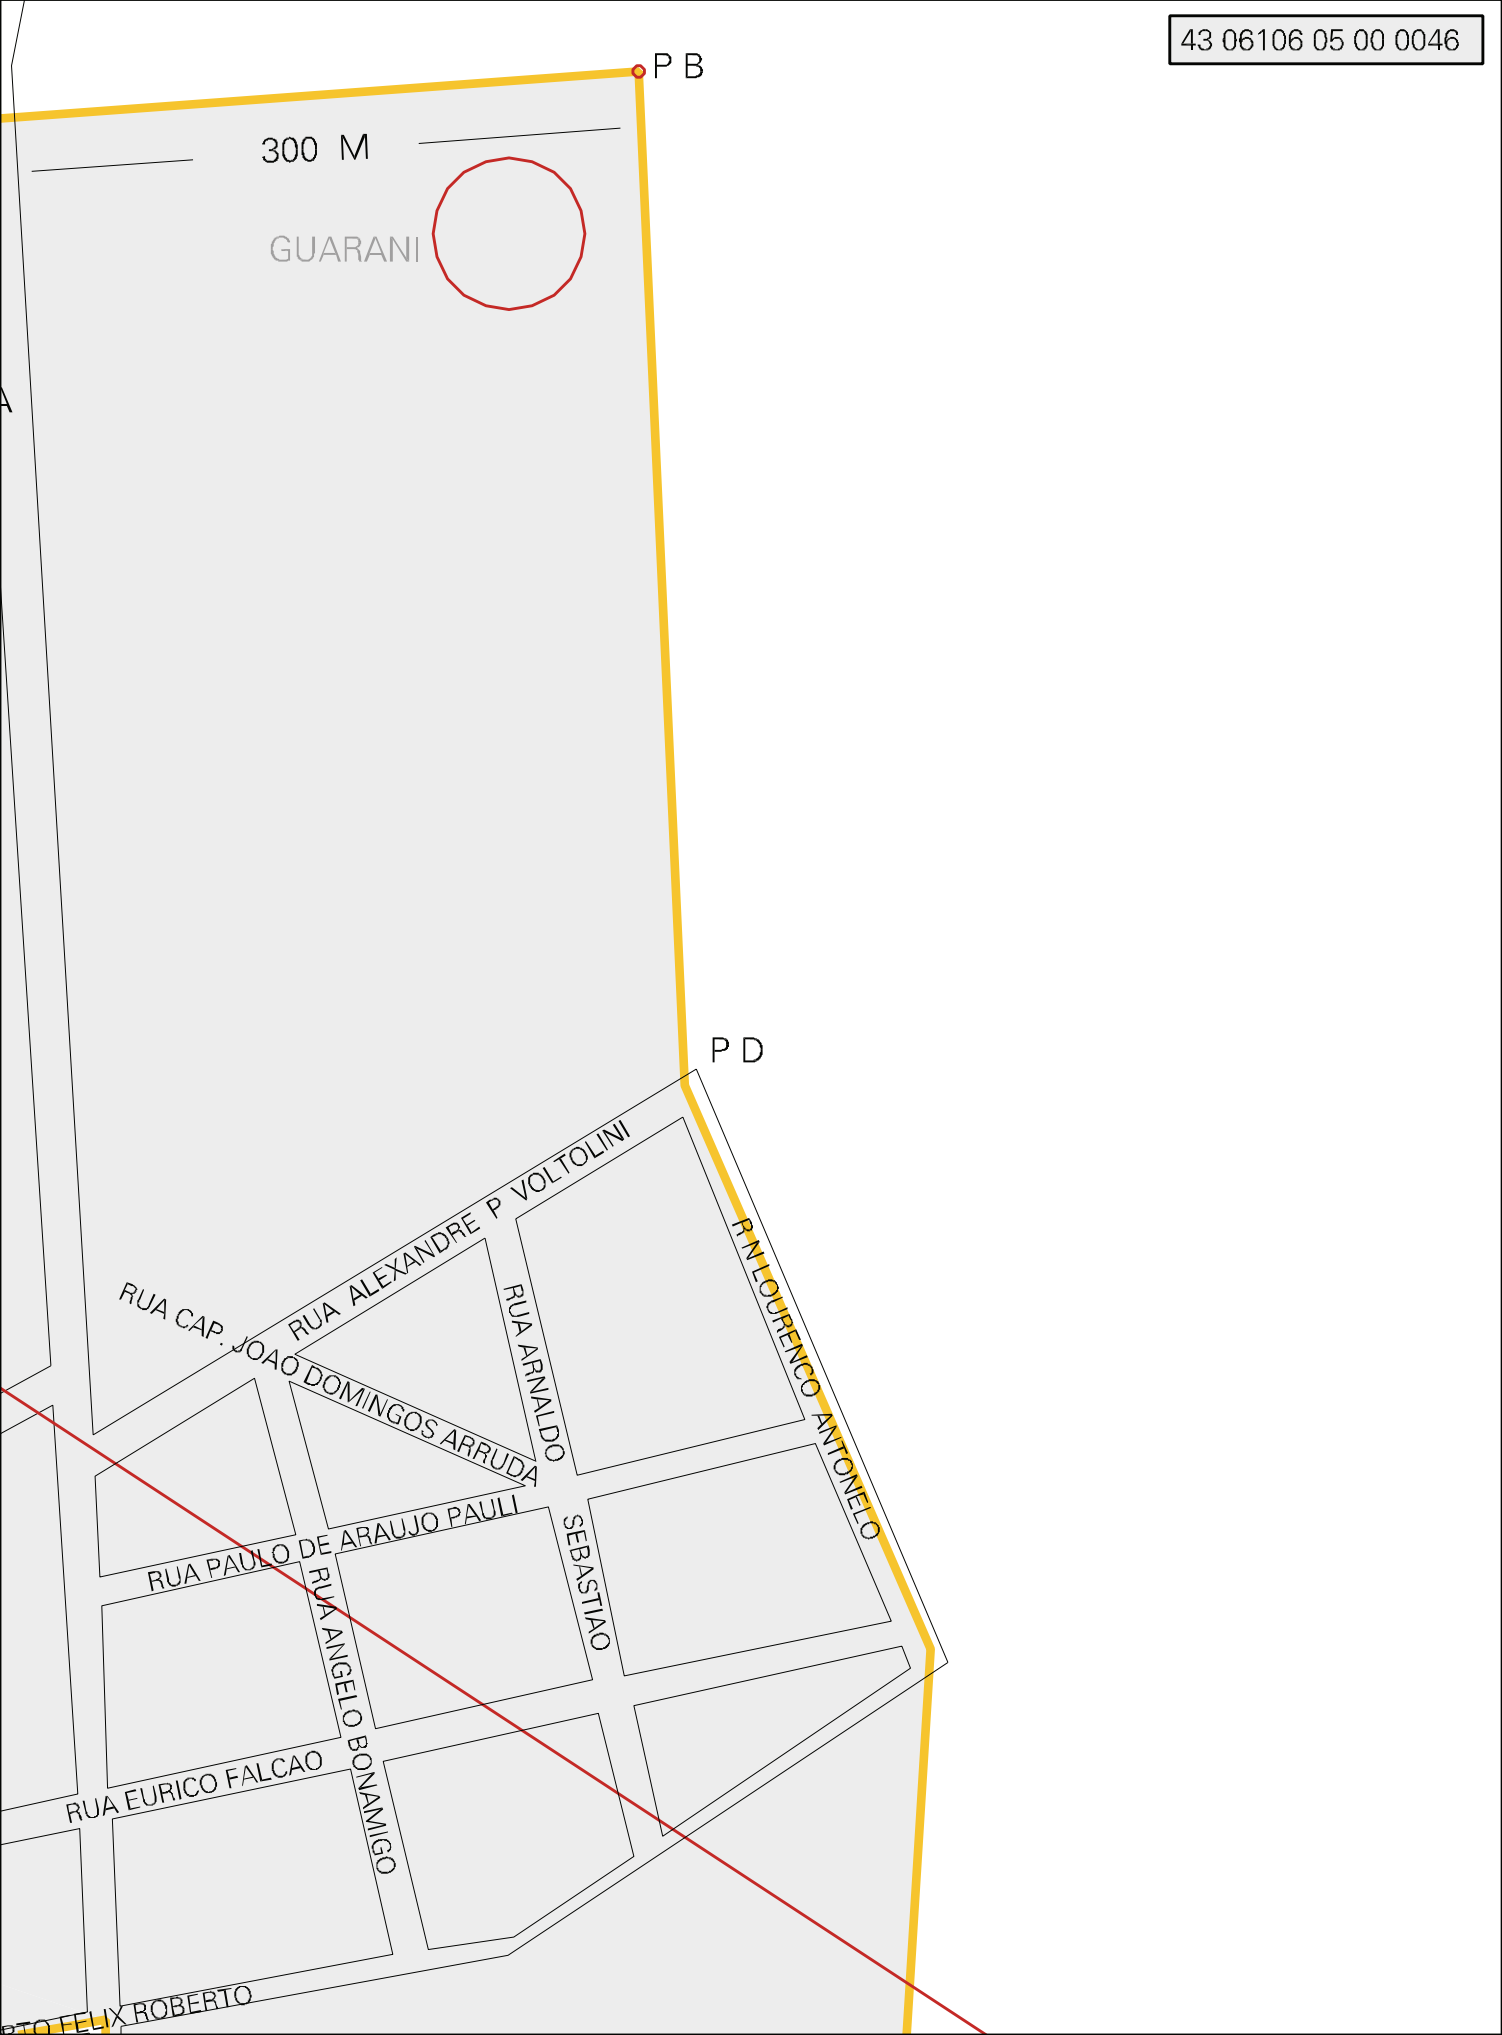 43 06106 05 00 0046
P B
300 M
GUARANI
A
P D
RUA ALEXANDRE P VOLTOLINI
R N LOURENCO ANTONELO
RUA CAP. JOAO DOMINGOS ARRUDA
RUA ARNALDO
SEBASTIAO
RUA PAULO DE ARAUJO PAULI
RUA ANGELO BONAMIGO
RUA EURICO FALCAO
RTO FELIX ROBERTO